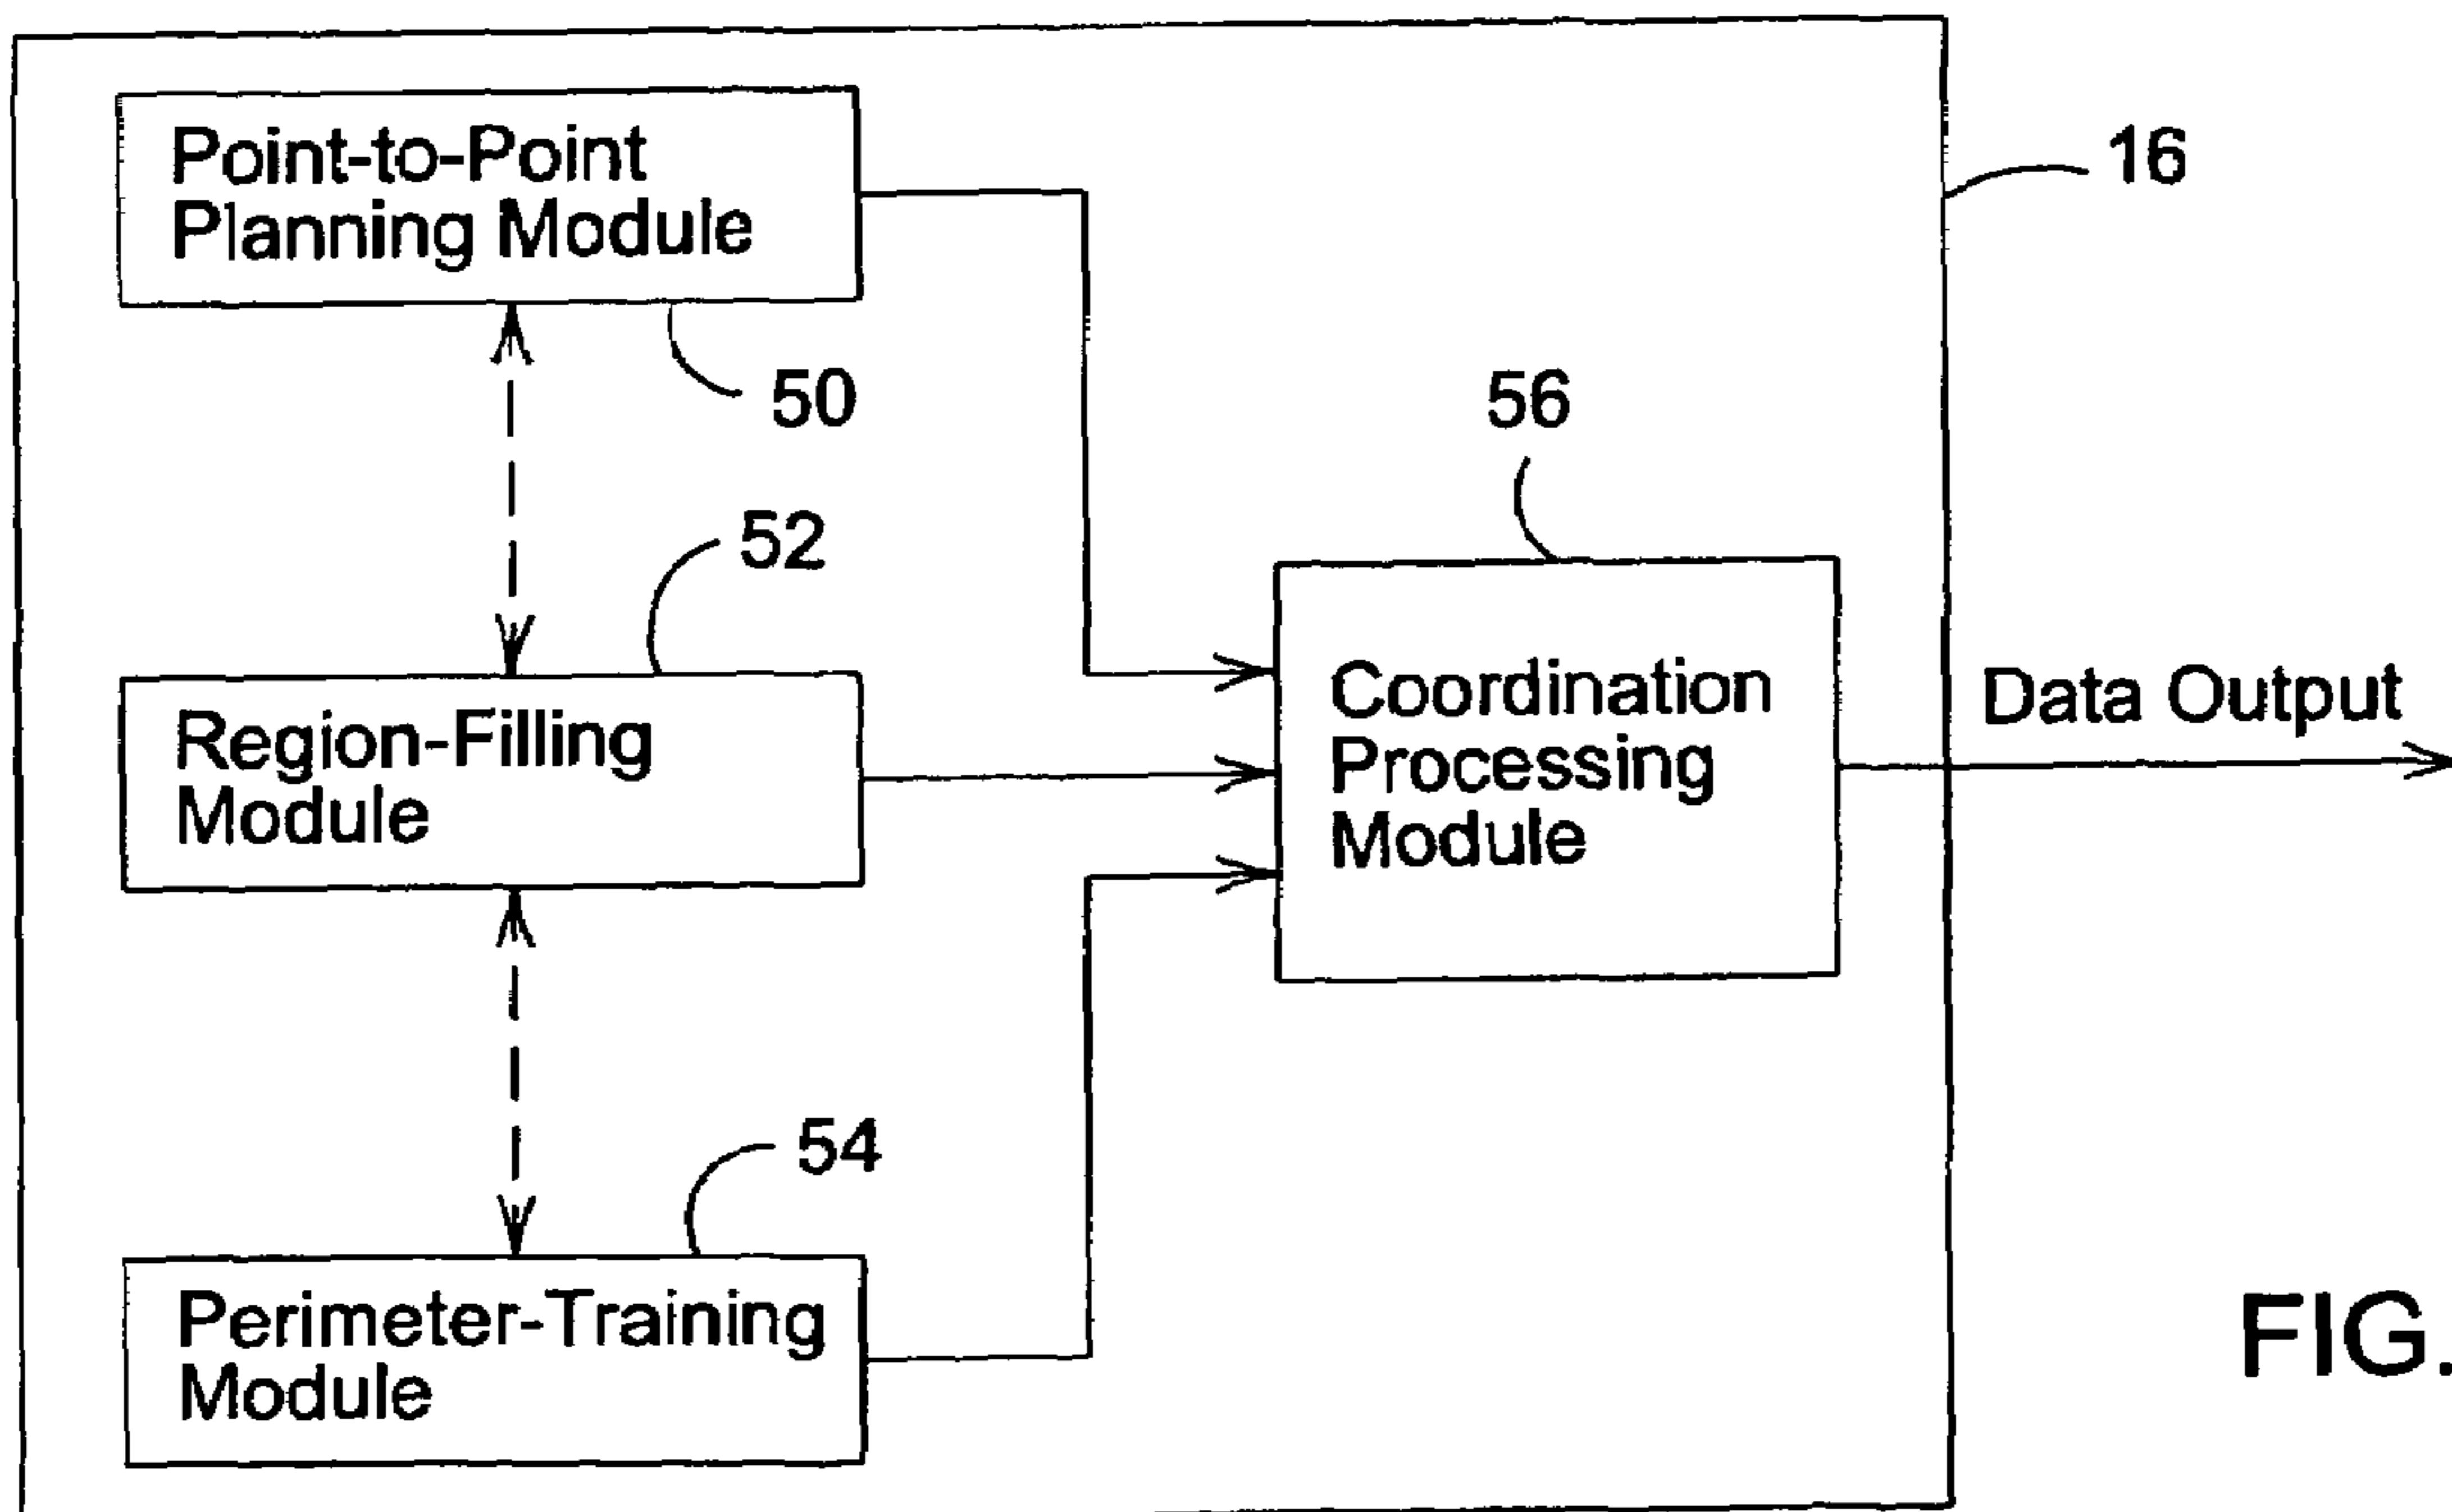 Point-to-Point
Planning Module
16
50
56
52
Region-Filling
Module
Coordination
Processing
Module
Data Output
54
Perimeter-Training
Module
FIG.